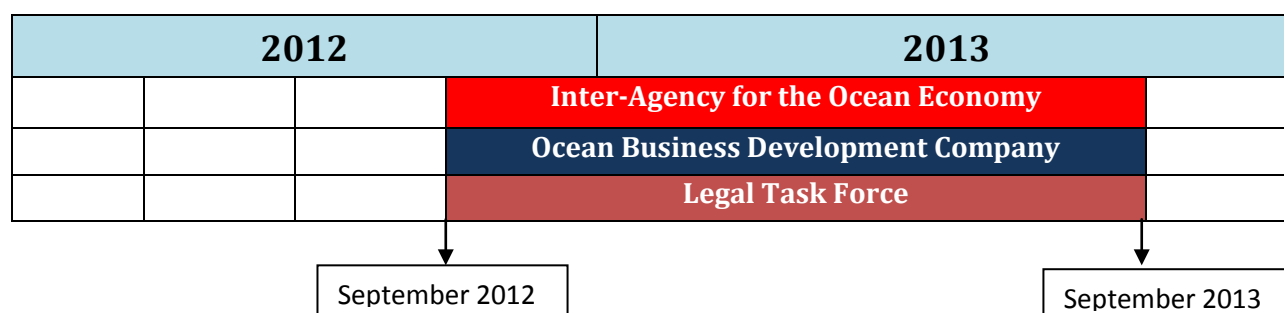 2012
2013
Inter-Agency for the Ocean Economy
Ocean Business Development Company
Legal Task Force
September 2012
September 2013